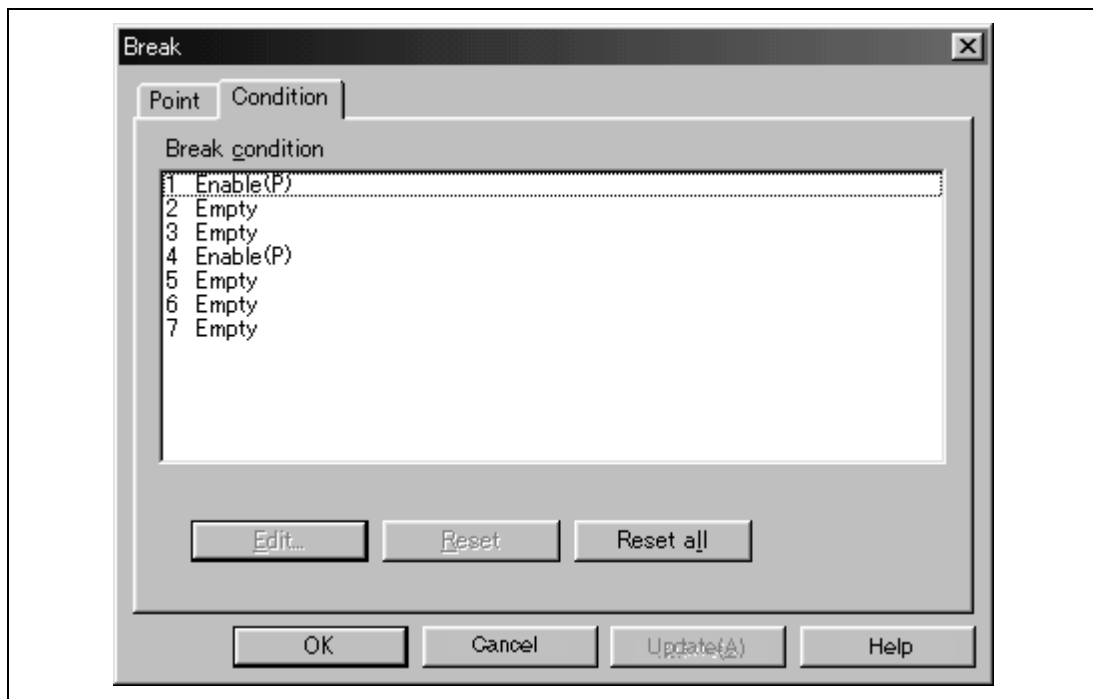 Break
Point Condition
Break condition
1 Enable(P)
2 Empty
3 Empty
4 Enable(P)
5 Empty
6 Empty
7 Empty
Edit... Reset Reset all
OK Cancel Update(A) Help